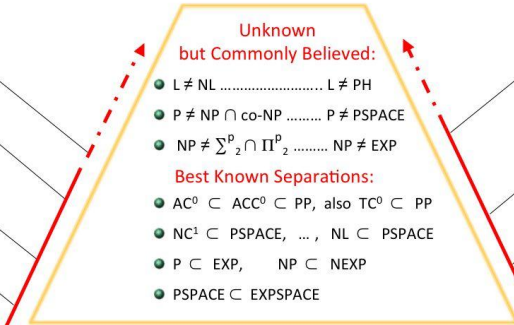 Unknown
but Commonly Believed:
L ≠ NL ........................ L ≠ PH
P ≠ NP ∩ co-NP ......... P ≠ PSPACE
NP ≠ ∑ᵖ₂ ∩ Πᵖ₂ ......... NP ≠ EXP
Best Known Separations:
AC⁰ ⊂ ACC⁰ ⊂ PP, also TC⁰ ⊂ PP
NC¹ ⊂ PSPACE, ... , NL ⊂ PSPACE
P ⊂ EXP, NP ⊂ NEXP
PSPACE ⊂ EXPSPACE